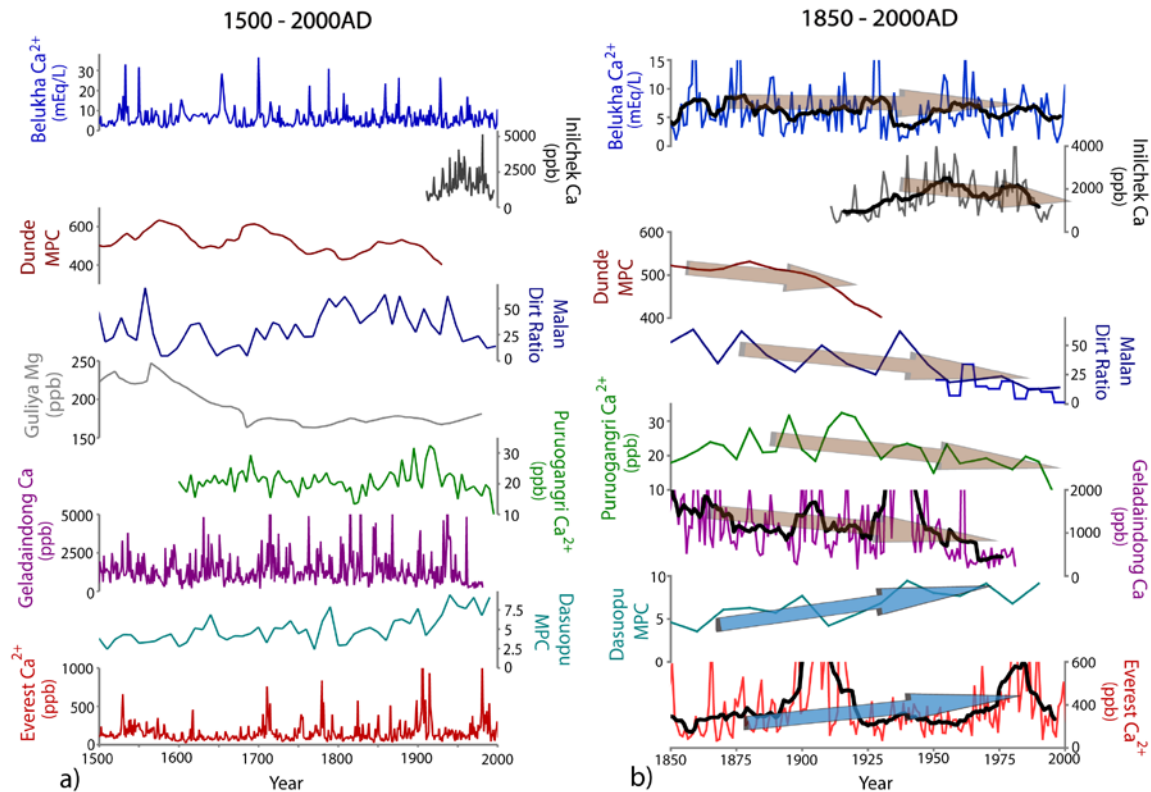 1500 - 2000AD
Belukha Ca2+
(mEq/L)
30
20
10
0
Inilchek Ca
(ppb)
5000
2500
0
Dunde
MPC
600
400
Malan
Dirt Ratio
50
25
0
Guliya Mg
(ppb)
250
200
150
Puruogangri Ca2+
(ppb)
30
20
10
Geladaindong Ca
(ppb)
5000
2500
0
Dasuopu
MPC
7.5
5
2.5
0
Everest Ca2+
(ppb)
1000
500
0
1500
1600
1700
1800
1900
2000
Year
a)
1850 - 2000AD
Belukha Ca2+
(mEq/L)
15
10
5
0
Inilchek Ca
(ppb)
4000
2000
0
Dunde
MPC
600
500
400
Malan
Dirt Ratio
50
25
0
Puruogangri Ca2+
(ppb)
30
20
10
Geladaindong Ca
(ppb)
2000
1000
0
Dasuopu
MPC
10
5
0
Everest Ca2+
(ppb)
600
400
200
0
1850
1875
1900
1925
1950
1975
2000
Year
b)